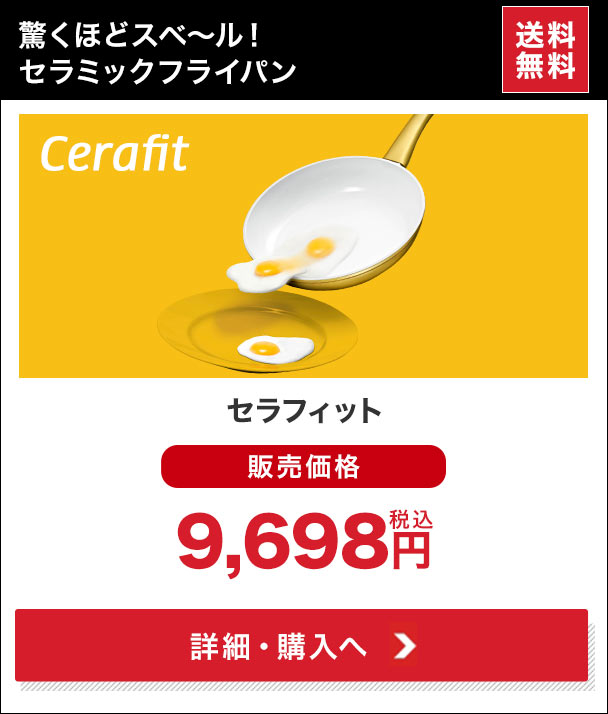 驚くほどスベ〜ル！
セラミックフライパン
送料
無料
Cerafit
セラフィット
販売価格
9,698円税込
詳細・購入へ